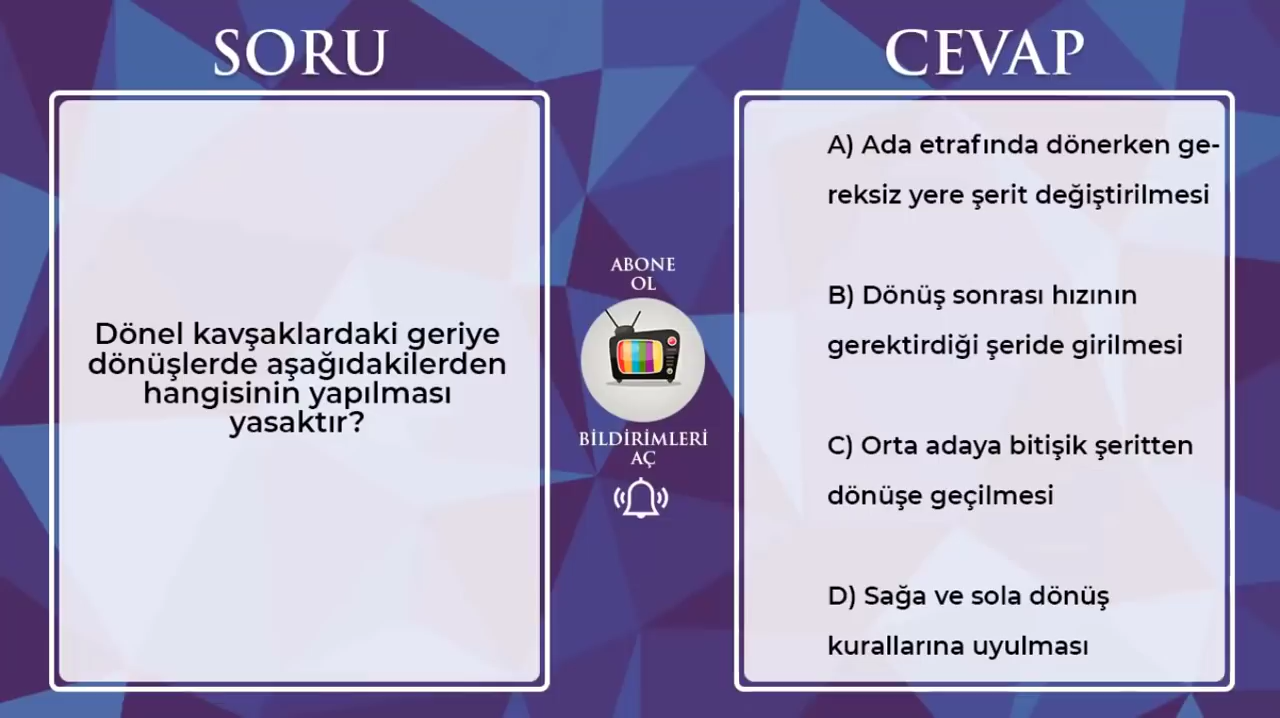 SORU
Dönel kavşaklardaki geriye
dönüşlerde aşağıdakilerden
hangisinin yapılması
yasaktır?
ABONE
OL
BİLDİRİMLERİ
AÇ
CEVAP
A) Ada etrafında dönerken ge-
reksiz yere şerit değiştirilmesi
B) Dönüş sonrası hızının
gerektirdiği şeride girilmesi
C) Orta adaya bitişik şeritten
dönüşe geçilmesi
D) Sağa ve sola dönüş
kurallarına uyulması